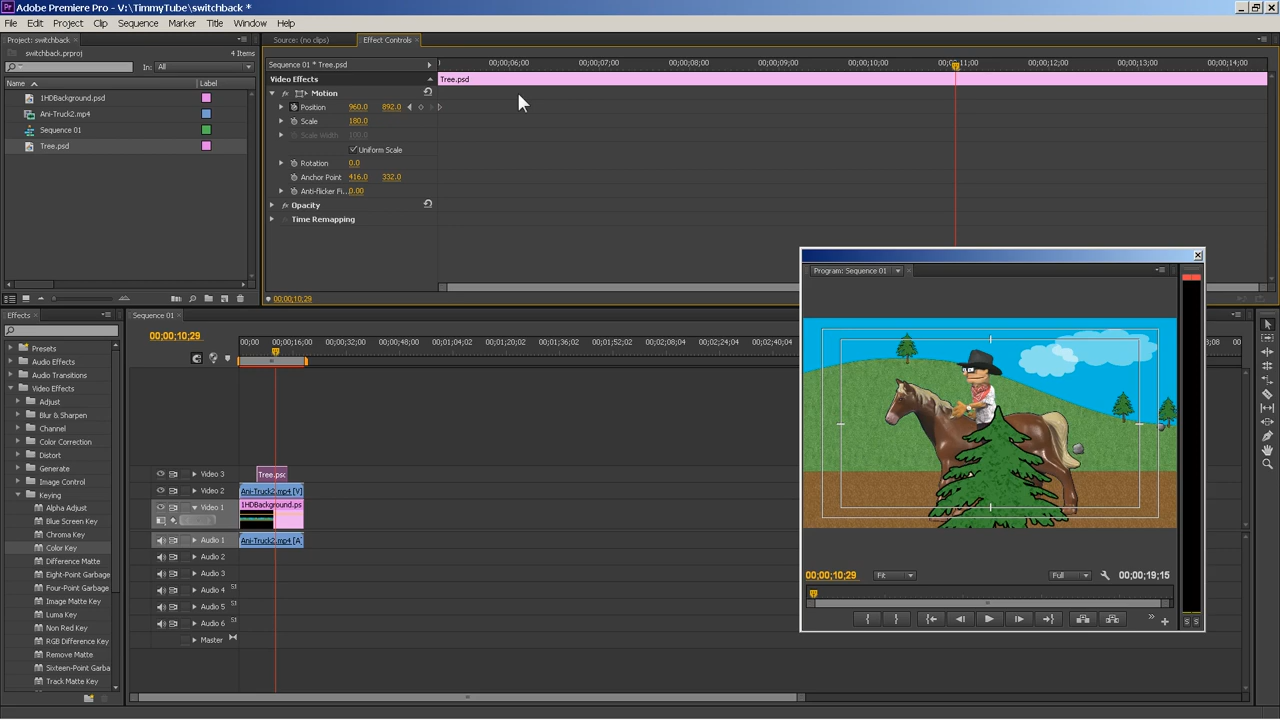 Adobe Premiere Pro - V:\TimmyTube\switchback *
File Edit Project Clip Sequence Marker Title Window Help
Project: switchback
switchback.prproj 4 Items
In: All
Name Label
1HDBackground.psd
Ani-Truck2.mp4
Sequence 01
Tree.psd
Source: (no clips) Effect Controls
Sequence 01 * Tree.psd 00;00;06;00 00;00;07;00 00;00;08;00 00;00;09;00 00;00;10;00 00;00;11;00 00;00;12;00 00;00;13;00 00;00;14;00
Video Effects Tree.psd
Motion
Position 960.0 892.0
Scale 180.0
Scale Width 100.0
Uniform Scale
Rotation 0.0
Anchor Point 416.0 332.0
Anti-flicker Fi... 0.00
Opacity
Time Remapping
00;00;10;29
Program: Sequence 01
00;00;10;29 Fit Full 00;00;19;15
S S
Effects
Presets
Audio Effects
Audio Transitions
Video Effects
Adjust
Blur & Sharpen
Channel
Color Correction
Distort
Generate
Image Control
Keying
Alpha Adjust
Blue Screen Key
Chroma Key
Color Key
Difference Matte
Eight-Point Garbage
Four-Point Garbage
Image Matte Key
Luma Key
Non Red Key
RGB Difference Key
Remove Matte
Sixteen-Point Garba
Track Matte Key
Sequence 01
00;00;10;29
00;00 00;00;16;00 00;00;32;00 00;00;48;00 00;01;04;00 00;01;20;00 00;01;36;00 00;01;52;00 00;02;08;00 00;02;24;00 00;02;40;00
Video 3 Tree.psd
Video 2 Ani-Truck2.mp4 [V]
Video 1 1HDBackground.ps
Audio 1 Ani-Truck2.mp4 [A]
Audio 2
Audio 3
Audio 4 S1
Audio 5 S1
Audio 6 S1
Master